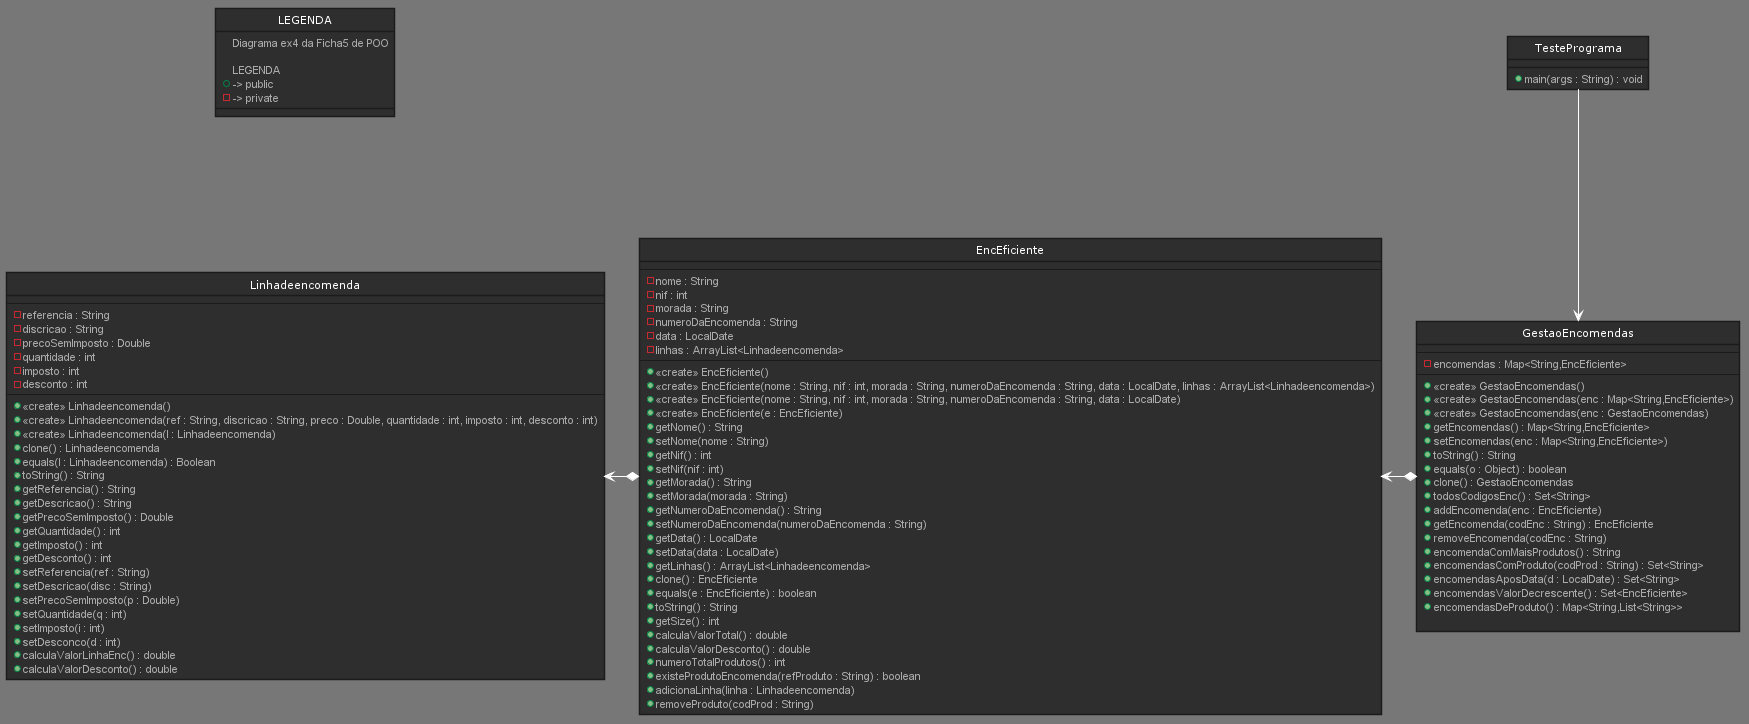 LEGENDA
Diagrama ex4 da Ficha5 de POO
LEGENDA
-> public
-> private
TestePrograma
main(args : String) : void
Linhadeencomenda
referencia : String
discricao : String
precoSemImposto : Double
quantidade : int
imposto : int
desconto : int
«create» Linhadeencomenda()
«create» Linhadeencomenda(ref : String, discricao : String, preco : Double, quantidade : int, imposto : int, desconto : int)
«create» Linhadeencomenda(l : Linhadeencomenda)
clone() : Linhadeencomenda
equals(l : Linhadeencomenda) : Boolean
toString() : String
getReferencia() : String
getDescricao() : String
getPrecoSemImposto() : Double
getQuantidade() : int
getImposto() : int
getDesconto() : int
setReferencia(ref : String)
setDescricao(disc : String)
setPrecoSemImposto(p : Double)
setQuantidade(q : int)
setImposto(i : int)
setDesconco(d : int)
calculaValorLinhaEnc() : double
calculaValorDesconto() : double
EncEficiente
nome : String
nif : int
morada : String
numeroDaEncomenda : String
data : LocalDate
linhas : ArrayList<Linhadeencomenda>
«create» EncEficiente()
«create» EncEficiente(nome : String, nif : int, morada : String, numeroDaEncomenda : String, data : LocalDate, linhas : ArrayList<Linhadeencomenda>)
«create» EncEficiente(nome : String, nif : int, morada : String, numeroDaEncomenda : String, data : LocalDate)
«create» EncEficiente(e : EncEficiente)
getNome() : String
setNome(nome : String)
getNif() : int
setNif(nif : int)
getMorada() : String
setMorada(morada : String)
getNumeroDaEncomenda() : String
setNumeroDaEncomenda(numeroDaEncomenda : String)
getData() : LocalDate
setData(data : LocalDate)
getLinhas() : ArrayList<Linhadeencomenda>
clone() : EncEficiente
equals(e : EncEficiente) : boolean
toString() : String
getSize() : int
calculaValorTotal() : double
calculaValorDesconto() : double
numeroTotalProdutos() : int
existeProdutoEncomenda(refProduto : String) : boolean
adicionaLinha(linha : Linhadeencomenda)
removeProduto(codProd : String)
GestaoEncomendas
encomendas : Map<String,EncEficiente>
«create» GestaoEncomendas()
«create» GestaoEncomendas(enc : Map<String,EncEficiente>)
«create» GestaoEncomendas(enc : GestaoEncomendas)
getEncomendas() : Map<String,EncEficiente>
setEncomendas(enc : Map<String,EncEficiente>)
toString() : String
equals(o : Object) : boolean
clone() : GestaoEncomendas
todosCodigosEnc() : Set<String>
addEncomenda(enc : EncEficiente)
getEncomenda(codEnc : String) : EncEficiente
removeEncomenda(codEnc : String)
encomendaComMaisProdutos() : String
encomendasComProduto(codProd : String) : Set<String>
encomendasAposData(d : LocalDate) : Set<String>
encomendasValorDecrescente() : Set<EncEficiente>
encomendasDeProduto() : Map<String,List<String>>